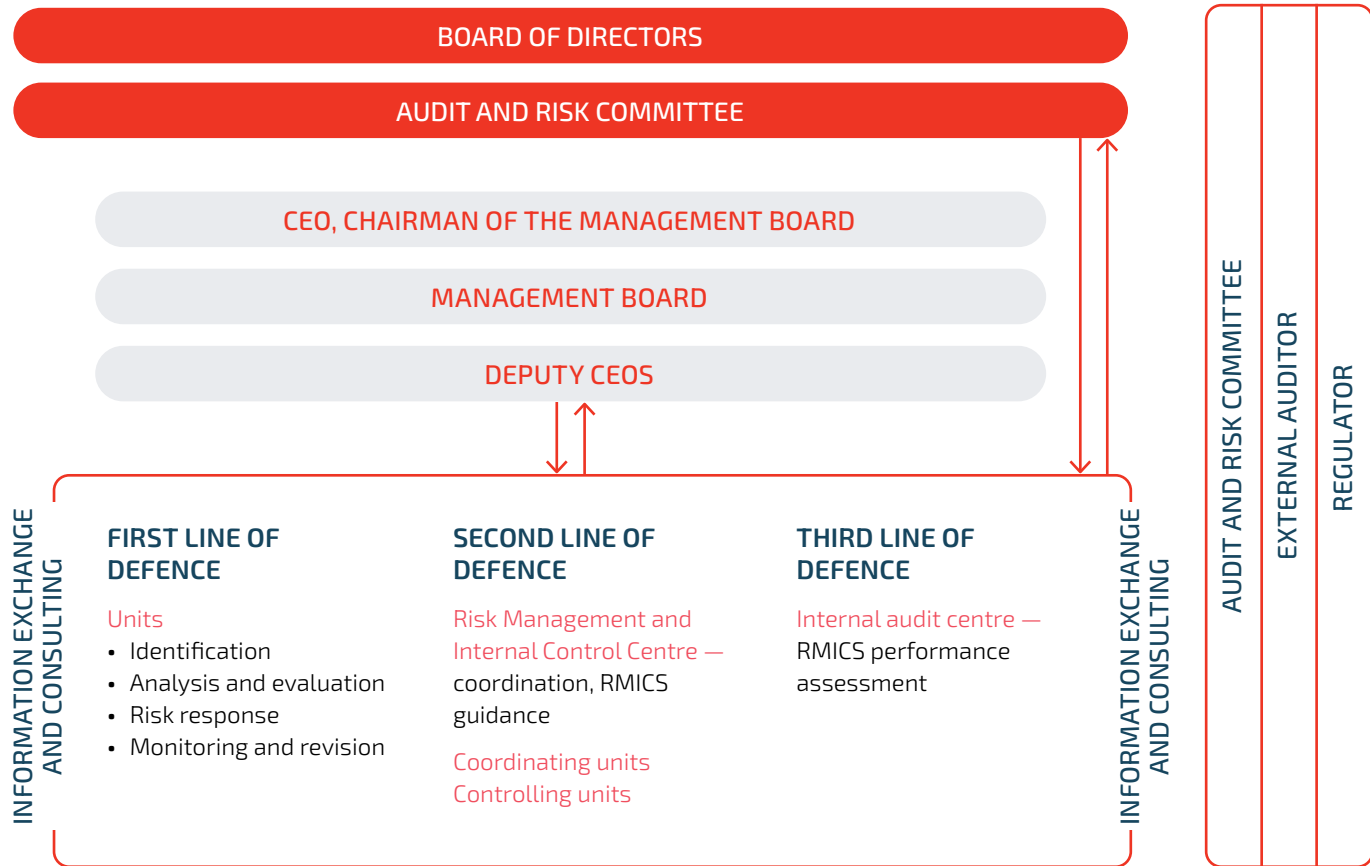 BOARD OF DIRECTORS
AUDIT AND RISK COMMITTEE
CEO, CHAIRMAN OF THE MANAGEMENT BOARD
MANAGEMENT BOARD
DEPUTY CEOS
INFORMATION EXCHANGE
AND CONSULTING
FIRST LINE OF
DEFENCE
Units
• Identification
• Analysis and evaluation
• Risk response
• Monitoring and revision
SECOND LINE OF
DEFENCE
Risk Management and
Internal Control Centre —
coordination, RMICS
guidance
Coordinating units
Controlling units
THIRD LINE OF
DEFENCE
Internal audit centre —
RMICS performance
assessment
INFORMATION EXCHANGE
AND CONSULTING
AUDIT AND RISK COMMITTEE
EXTERNAL AUDITOR
REGULATOR